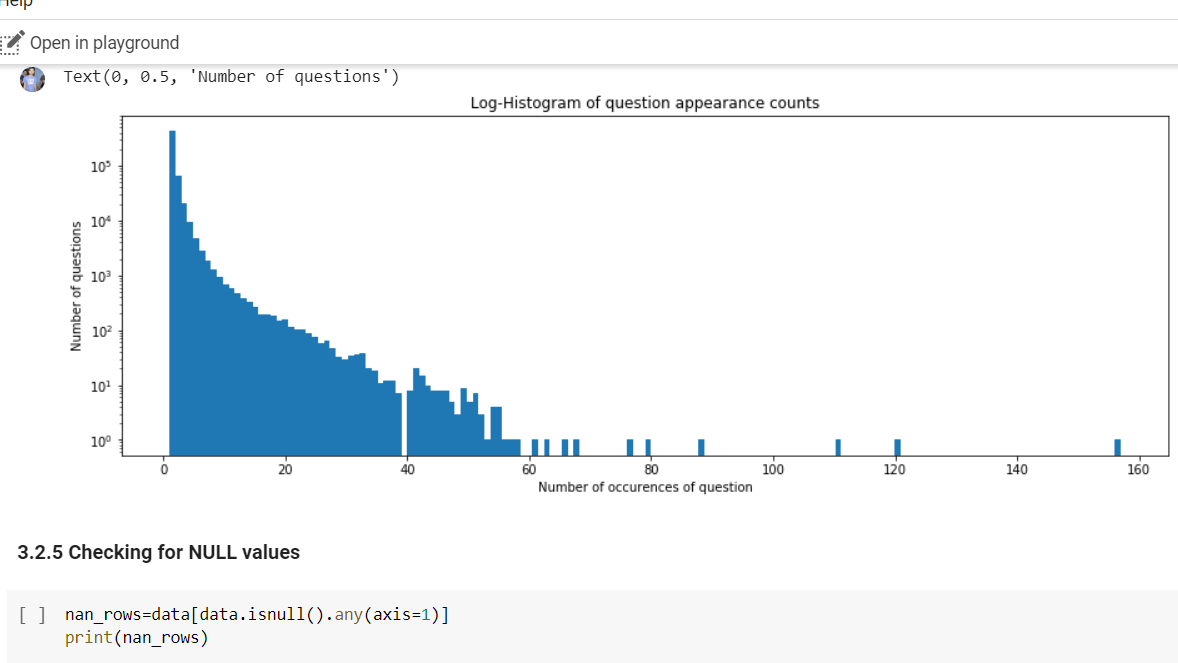 Help
Open in playground
Text(0, 0.5, 'Number of questions')
Log-Histogram of question appearance counts
Number of questions
10⁵
10⁴
10³
10²
10¹
10⁰
0 20 40 60 80 100 120 140 160
Number of occurences of question
3.2.5 Checking for NULL values
[ ] nan_rows=data[data.isnull().any(axis=1)]
print(nan_rows)